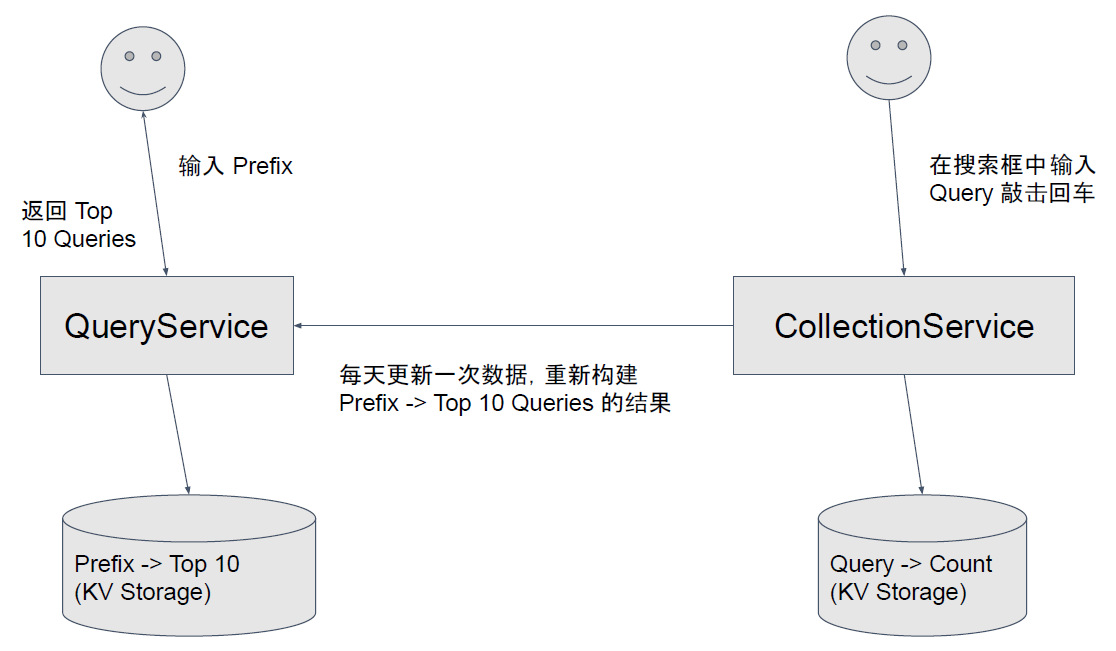 输入 Prefix
返回 Top
10 Queries
在搜索框中输入
Query 敲击回车
QueryService
CollectionService
每天更新一次数据, 重新构建
Prefix -> Top 10 Queries 的结果
Prefix -> Top 10
(KV Storage)
Query -> Count
(KV Storage)